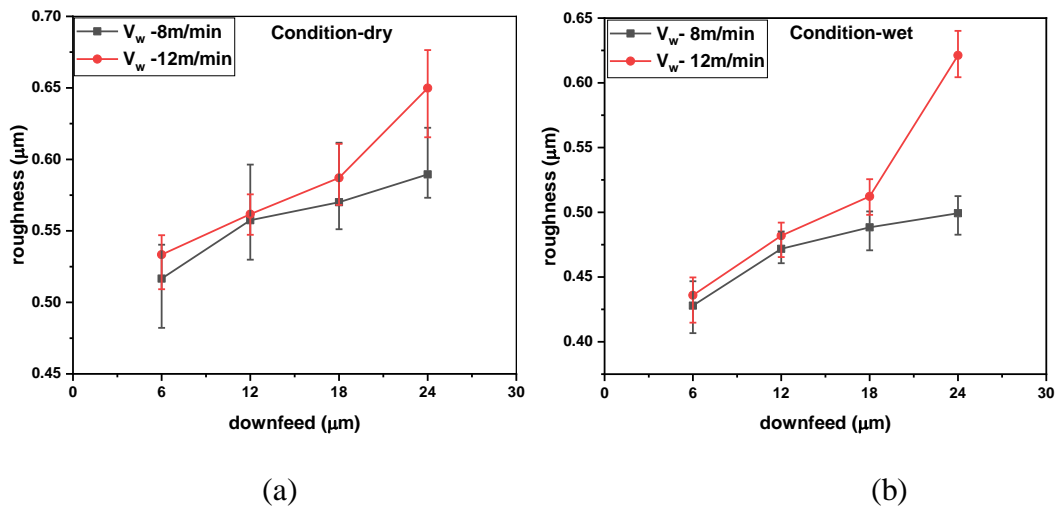 0.70
0.65
0.60
0.55
0.50
0.45
roughness (μm)
V_w -8m/min
V_w -12m/min
Condition-dry
0 6 12 18 24 30
downfeed (μm)
(a)
0.65
0.60
0.55
0.50
0.45
0.40
roughness (μm)
V_w- 8m/min
V_w- 12m/min
Condition-wet
0 6 12 18 24 30
downfeed (μm)
(b)